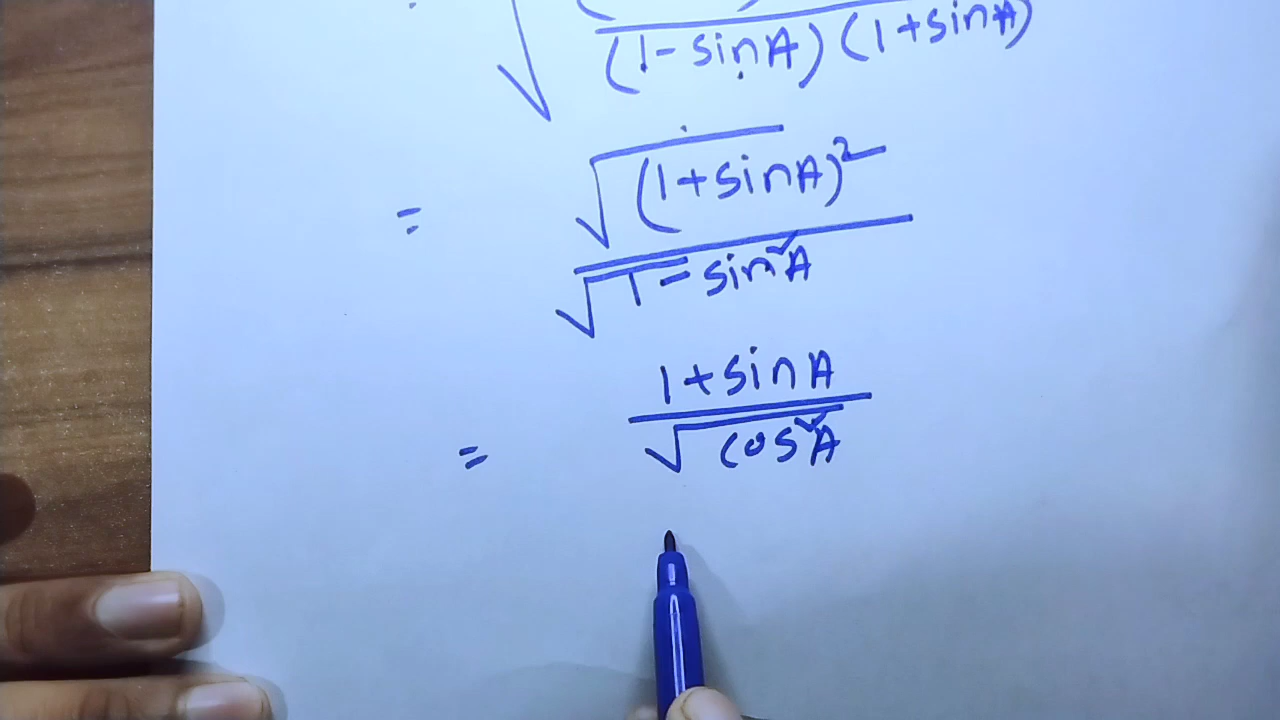 (1-sinA) (1+sinA)
= √(1+sinA)²
√1-sin²A
1+sinA
= √cos²A